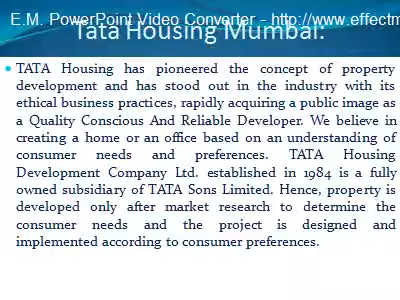 E.M. PowerPoint Video Converter - http://www.effectm
Tata Housing Mumbai:
• TATA Housing has pioneered the concept of property
development and has stood out in the industry with its
ethical business practices, rapidly acquiring a public image as
a Quality Conscious And Reliable Developer. We believe in
creating a home or an office based on an understanding of
consumer needs and preferences. TATA Housing
Development Company Ltd. established in 1984 is a fully
owned subsidiary of TATA Sons Limited. Hence, property is
developed only after market research to determine the
consumer needs and the project is designed and
implemented according to consumer preferences.